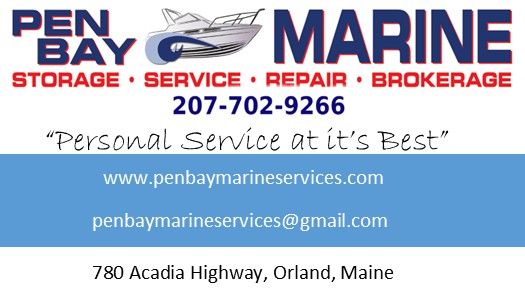 PEN BAY MARINE
STORAGE • SERVICE • REPAIR • BROKERAGE
207-702-9266
“Personal Service at it’s Best”
www.penbaymarineservices.com
penbaymarineservices@gmail.com
780 Acadia Highway, Orland, Maine